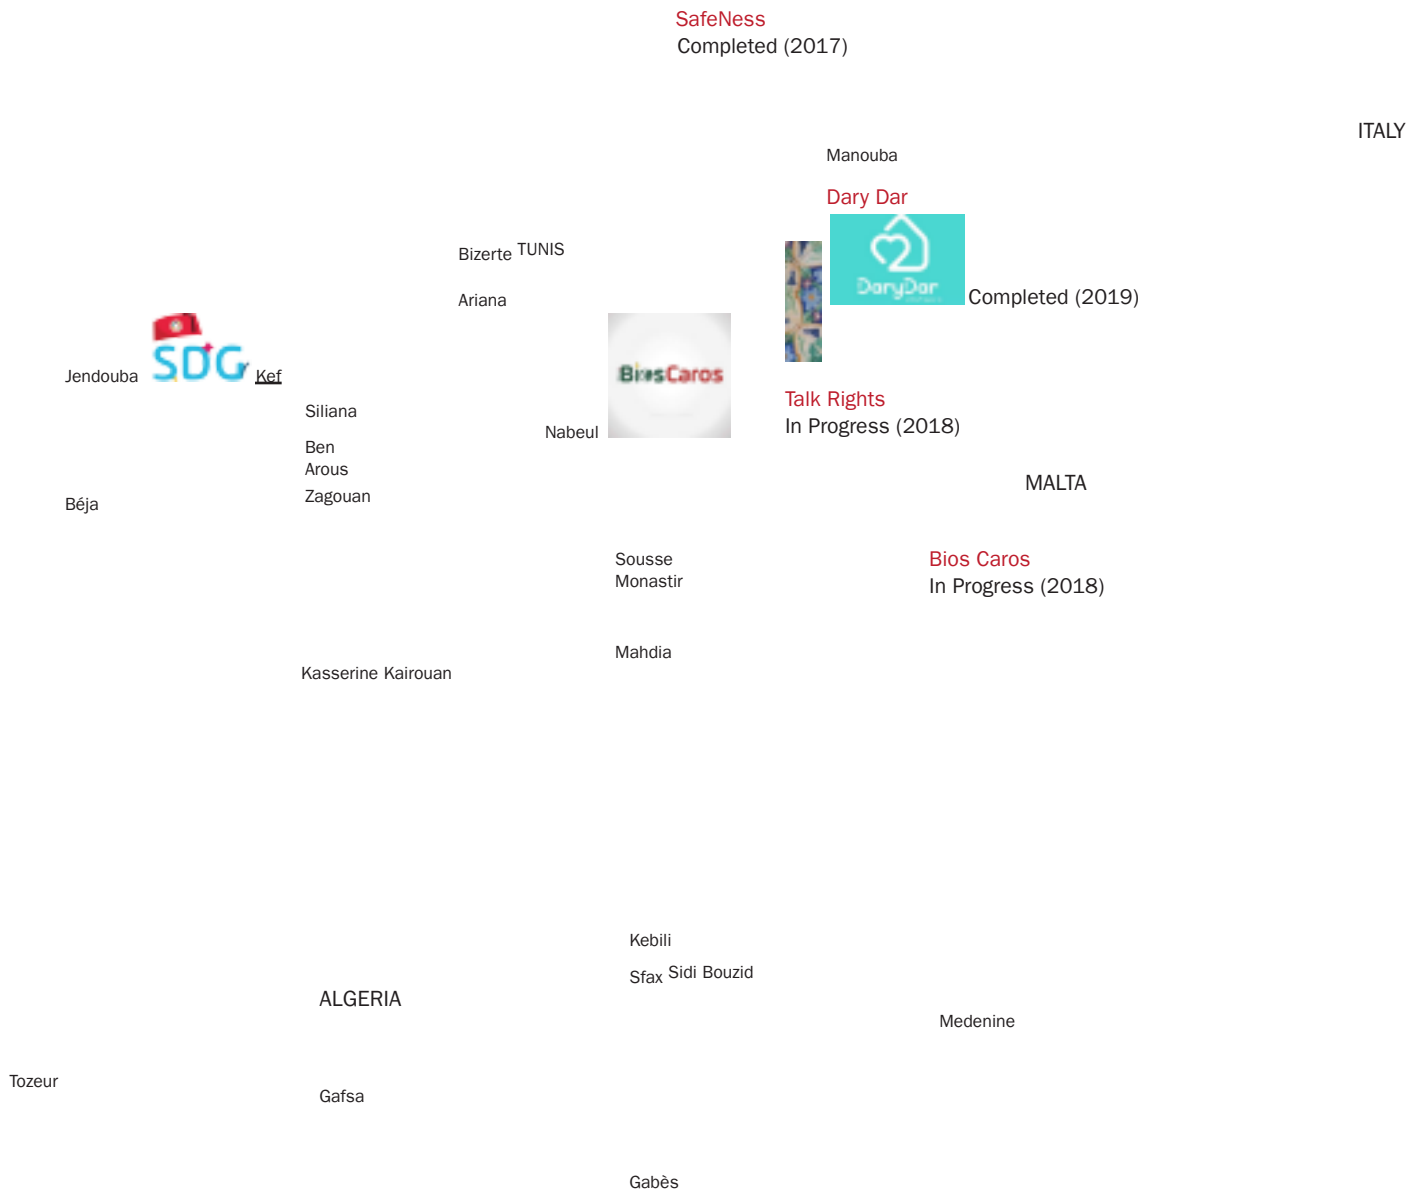 SafeNess
Completed (2017)
ITALY
Manouba
Dary Dar
DaryDar
Completed (2019)
Bizerte TUNIS
Ariana
SDG
Jendouba
Kef
BiosCaros
Siliana
Nabeul
Talk Rights
In Progress (2018)
Ben
Arous
Zagouan
Béja
MALTA
Sousse
Monastir
Bios Caros
In Progress (2018)
Mahdia
Kasserine Kairouan
Kebili
Sfax Sidi Bouzid
ALGERIA
Medenine
Tozeur
Gafsa
Gabès